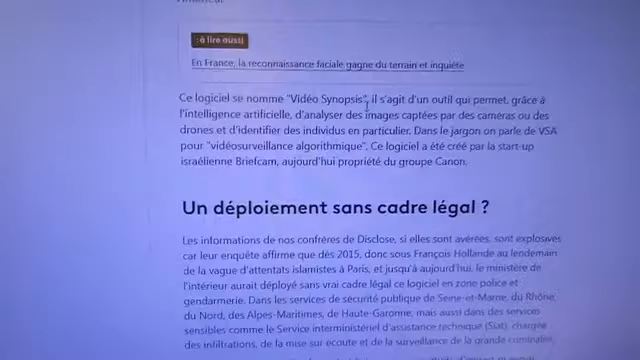 à lire aussi
En France, la reconnaissance faciale gagne du terrain et inquiète
Ce logiciel se nomme "Vidéo Synopsis", il s'agit d'un outil qui permet, grâce à
l'intelligence artificielle, d'analyser des images captées par des caméras ou des
drones et d'identifier des individus en particulier. Dans le jargon on parle de VSA
pour "vidéosurveillance algorithmique". Ce logiciel a été créé par la start-up
israélienne Briefcam, aujourd'hui propriété du groupe Canon.
Un déploiement sans cadre légal ?
Les informations de nos confrères de Disclose, si elles sont avérées, sont explosives
car leur enquête affirme que dès 2015, donc sous François Hollande au lendemain
de la vague d'attentats islamistes à Paris, et jusqu'à aujourd'hui, le ministère de
l'intérieur aurait déployé sans vrai cadre légal ce logiciel en zone police et
gendarmerie. Dans les services de sécurité publique de Seine-et-Marne, du Rhône,
du Nord, des Alpes-Maritimes, de Haute-Garonne, mais aussi dans des services
sensibles comme le Service interministériel d'assistance technique (Siat), chargée
des infiltrations, de la mise sur écoute et de la surveillance de la grande criminalité